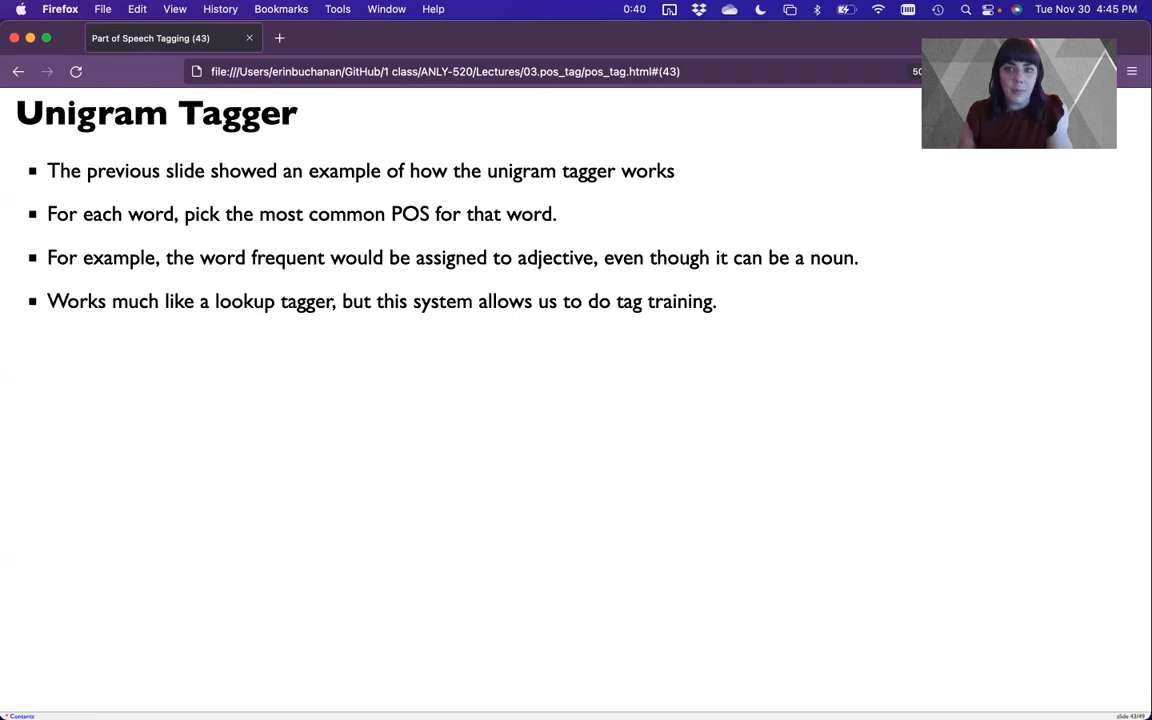 Firefox File Edit View History Bookmarks Tools Window Help 0:40 Tue Nov 30 4:45 PM
Part of Speech Tagging (43)
file:///Users/erinbuchanan/GitHub/1 class/ANLY-520/Lectures/03.pos_tag/pos_tag.html#(43)
Unigram Tagger
The previous slide showed an example of how the unigram tagger works
For each word, pick the most common POS for that word.
For example, the word frequent would be assigned to adjective, even though it can be a noun.
Works much like a lookup tagger, but this system allows us to do tag training.
Contents slide 43/49